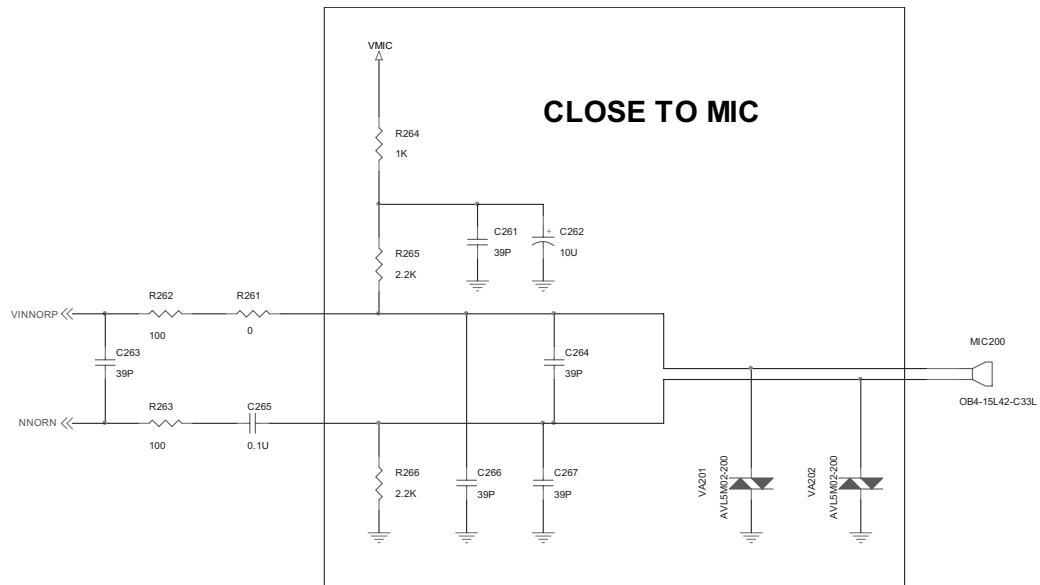 VMIC
CLOSE TO MIC
R264
1K
R265
2.2K
C261
39P
+
C262
10U
R262
100
R261
0
VINNORP
C263
39P
C264
39P
MIC200
OB4-15L42-C33L
NNORN
R263
100
C265
0.1U
R266
2.2K
C266
39P
C267
39P
VA201
AVL5M02-200
VA202
AVL5M02-200